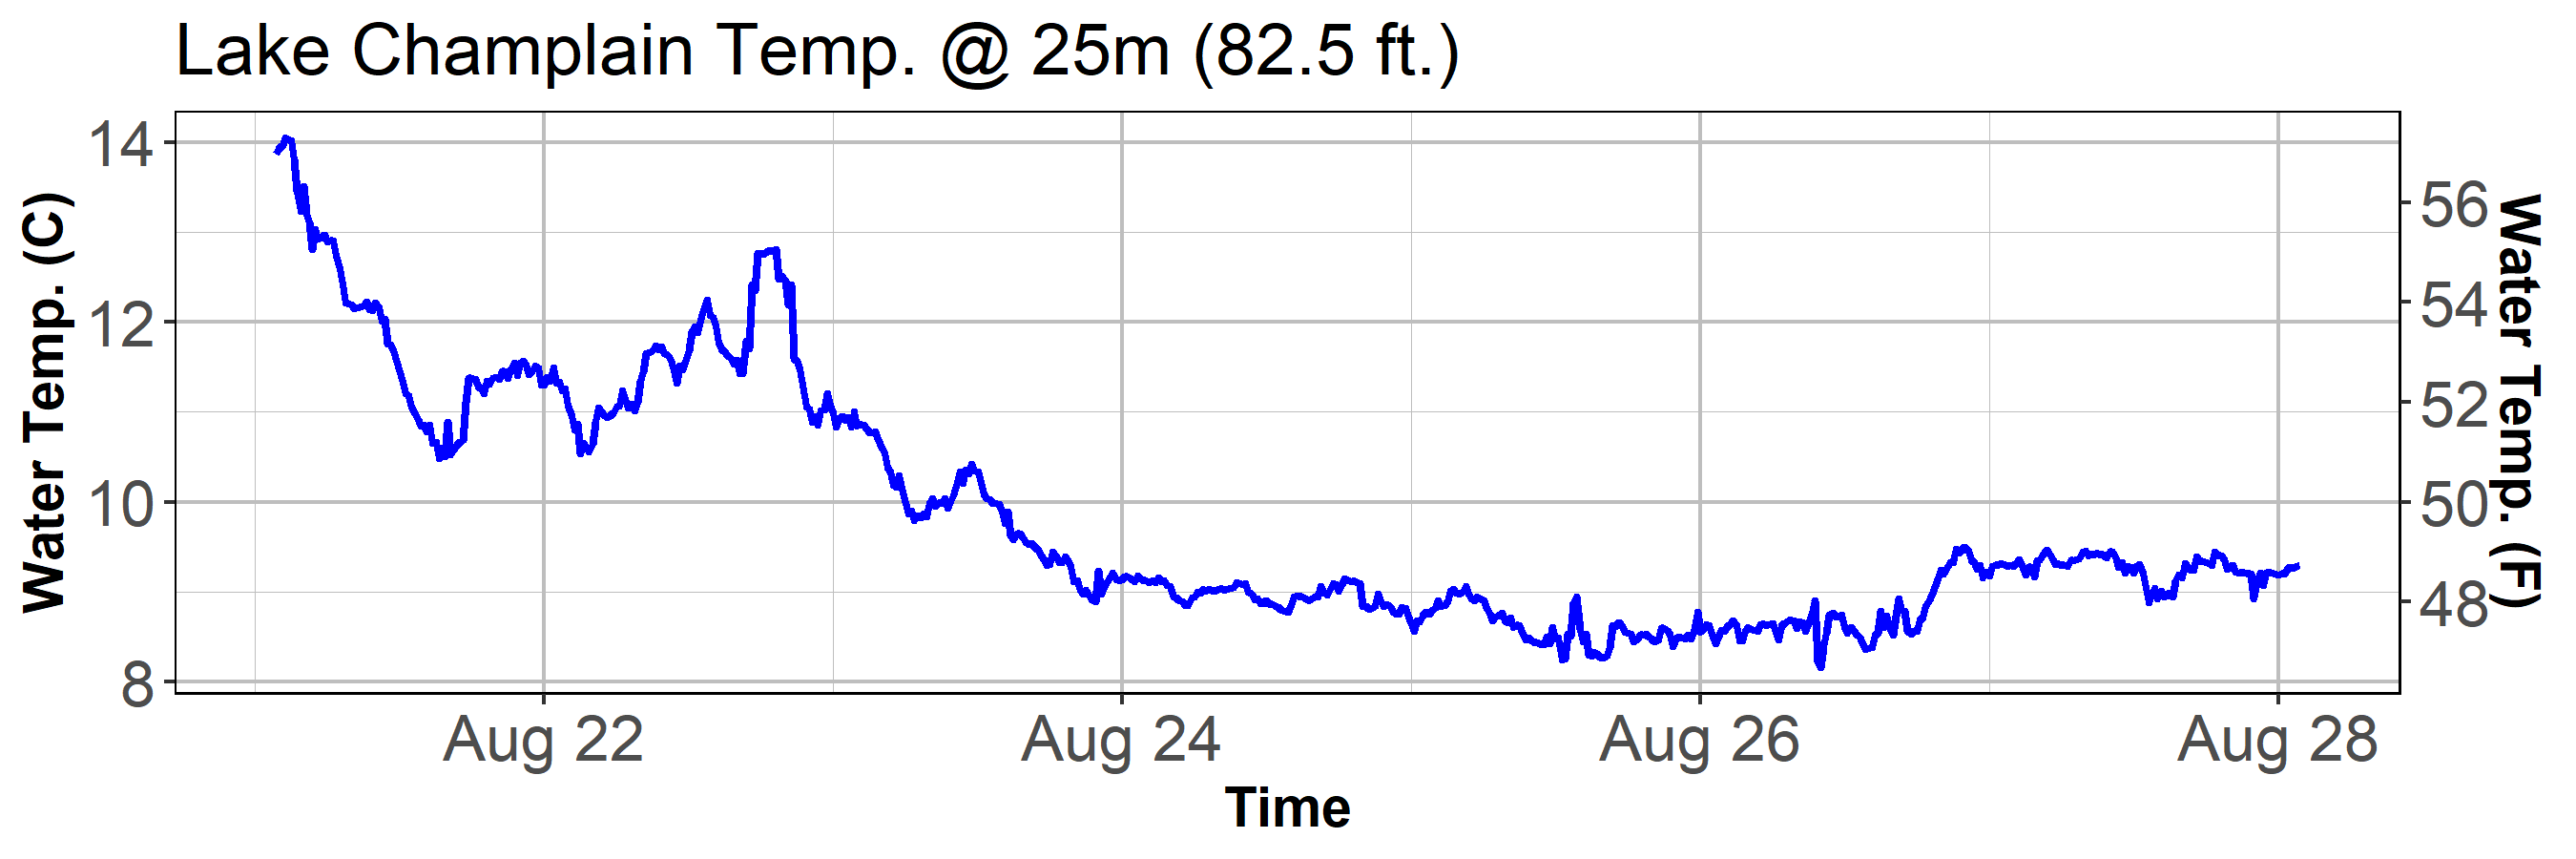 Lake Champlain Temp. @ 25m (82.5 ft.)
Water Temp. (C)
14
12
10
8
56
54
52
50
48
Water Temp. (F)
Aug 22 Aug 24 Aug 26 Aug 28
Time